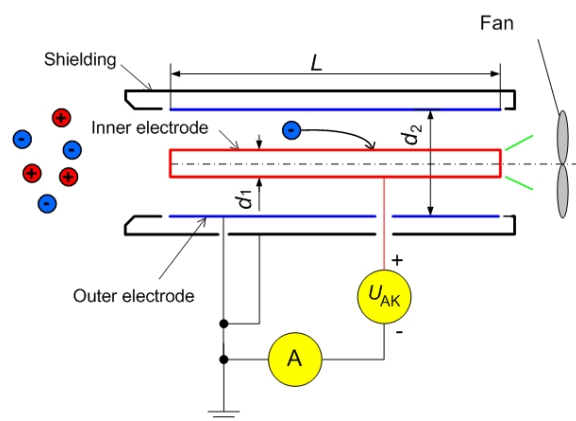 Fan
Shielding
L
Inner electrode
d2
d1
Outer electrode
+
UAK
-
A
+
-
-
+
+
-
-